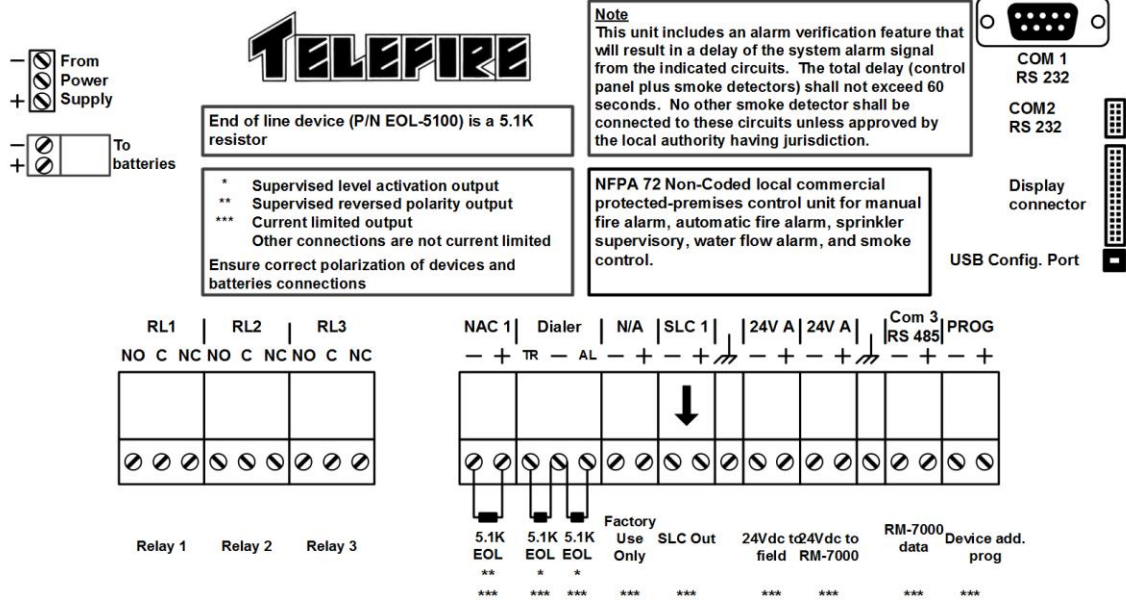 − From
Power
+ Supply
− To
+ batteries
TELEFIRE
End of line device (P/N EOL-5100) is a 5.1K
resistor
* Supervised level activation output
** Supervised reversed polarity output
*** Current limited output
Other connections are not current limited
Ensure correct polarization of devices and
batteries connections
Note
This unit includes an alarm verification feature that
will result in a delay of the system alarm signal
from the indicated circuits. The total delay (control
panel plus smoke detectors) shall not exceed 60
seconds. No other smoke detector shall be
connected to these circuits unless approved by
the local authority having jurisdiction.
NFPA 72 Non-Coded local commercial
protected-premises control unit for manual
fire alarm, automatic fire alarm, sprinkler
supervisory, water flow alarm, and smoke
control.
COM 1
RS 232
COM2
RS 232
Display
connector
USB Config. Port
RL1 RL2 RL3
NO C NC NO C NC NO C NC
Relay 1 Relay 2 Relay 3
NAC 1 Dialer N/A SLC 1 24V A 24V A Com 3 RS 485 PROG
− + TR − AL − + − + − + − + − + − +
5.1K EOL 5.1K EOL 5.1K EOL Factory Use Only SLC Out 24Vdc to field 24Vdc to RM-7000 RM-7000 data Device add. prog
** * *
*** *** *** *** *** *** *** *** ***